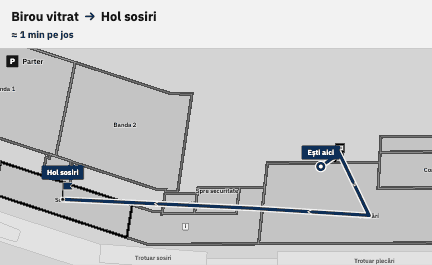 Birou vitrat → Hol sosiri
≈ 1 min pe jos
P Parter
nda 1
Banda 2
Ești aici
Hol sosiri
Spre securitate
Trotuar sosiri
Trotuar plecări